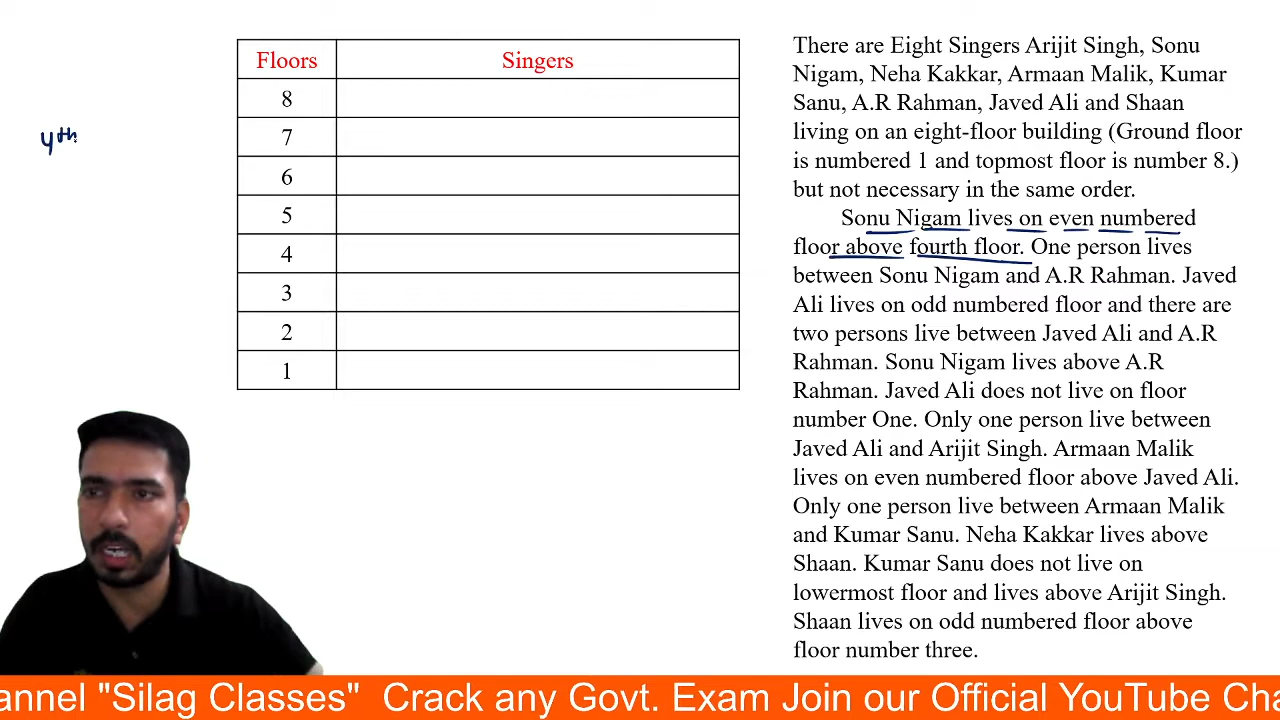 Floors Singers
8
7
6
5
4
3
2
1
4th
There are Eight Singers Arijit Singh, Sonu
Nigam, Neha Kakkar, Armaan Malik, Kumar
Sanu, A.R Rahman, Javed Ali and Shaan
living on an eight-floor building (Ground floor
is numbered 1 and topmost floor is number 8.)
but not necessary in the same order.
Sonu Nigam lives on even numbered
floor above fourth floor. One person lives
between Sonu Nigam and A.R Rahman. Javed
Ali lives on odd numbered floor and there are
two persons live between Javed Ali and A.R
Rahman. Sonu Nigam lives above A.R
Rahman. Javed Ali does not live on floor
number One. Only one person live between
Javed Ali and Arijit Singh. Armaan Malik
lives on even numbered floor above Javed Ali.
Only one person live between Armaan Malik
and Kumar Sanu. Neha Kakkar lives above
Shaan. Kumar Sanu does not live on
lowermost floor and lives above Arijit Singh.
Shaan lives on odd numbered floor above
floor number three.
annel "Silag Classes" Crack any Govt. Exam Join our Official YouTube Cha